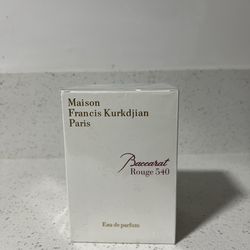 Maison
Francis Kurkdjian
Paris
Baccarat
Rouge 540
Eau de parfum